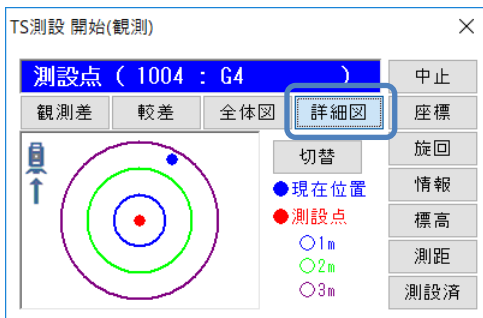 TS測設 開始(観測)
測設点 ( 1004 : G4 )
中止
観測差 較差 全体図 詳細図 座標
切替 旋回
●現在位置 情報
●測設点 標高
○1m
○2m 測距
○3m 測設済